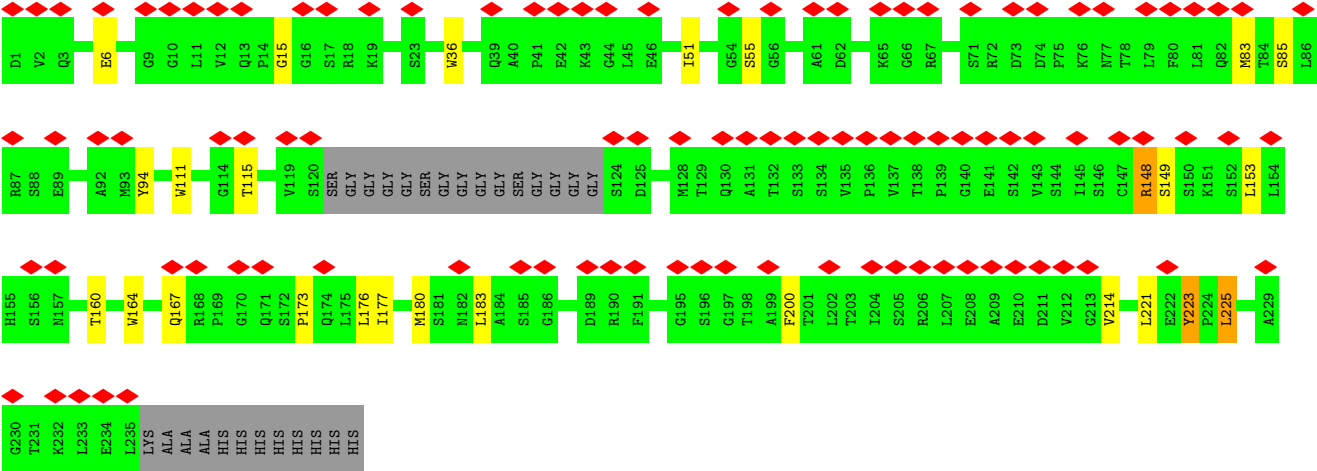 D1 V2 Q3 E6 G9 G10 L11 V12 Q13 P14 G15 G16 S17 R18 K19 S23 W36 Q39 A40 P41 E42 K43 G44 L45 E46 I51 G54 S55 G56 A61 D62 K65 G66 R67 S71 R72 D73 D74 P75 K76 N77 T78 L79 F80 L81 Q82 M83 T84 S85 L86
R87 S88 E89 A92 M93 Y94 W111 G114 T115 V119 S120 SER GLY GLY GLY GLY SER GLY GLY GLY GLY SER GLY GLY GLY GLY S124 D125 M128 T129 Q130 A131 T132 S133 S134 V135 P136 V137 T138 P139 G140 E141 S142 V143 S144 I145 S146 C147 R148 S149 S150 K151 S152 L153 L154
H155 S156 N157 T160 W164 Q167 R168 P169 G170 Q171 S172 P173 Q174 L175 L176 I177 M180 S181 N182 L183 A184 S185 G186 D189 R190 F191 G195 S196 G197 T198 A199 F200 T201 L202 T203 I204 S205 R206 L207 E208 A209 E210 D211 V212 G213 V214 L221 E222 Y223 P224 L225 A229
G230 T231 K232 L233 E234 L235 LYS ALA ALA ALA HIS HIS HIS HIS HIS HIS HIS HIS